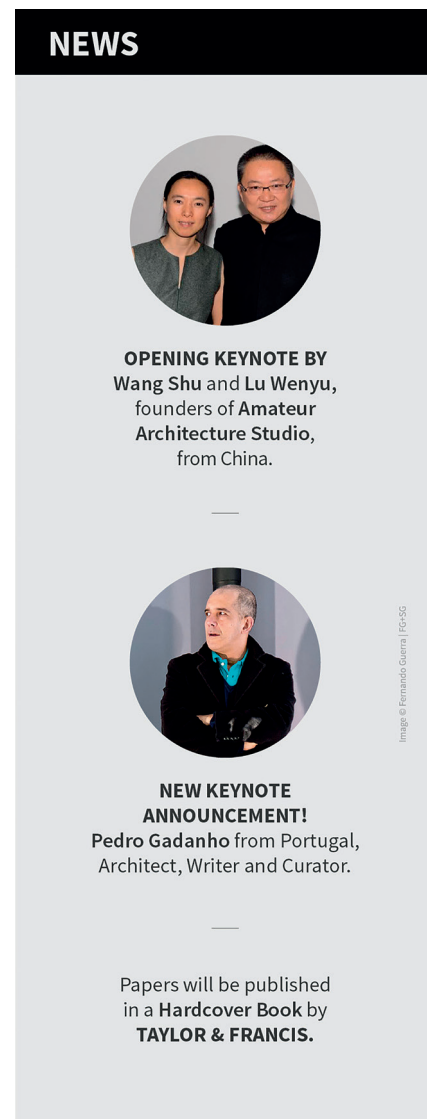 NEWS
OPENING KEYNOTE BY
Wang Shu and Lu Wenyu,
founders of Amateur
Architecture Studio,
from China.
Image © Fernando Guerra | FG+SG
NEW KEYNOTE
ANNOUNCEMENT!
Pedro Gadanho from Portugal,
Architect, Writer and Curator.
Papers will be published
in a Hardcover Book by
TAYLOR & FRANCIS.